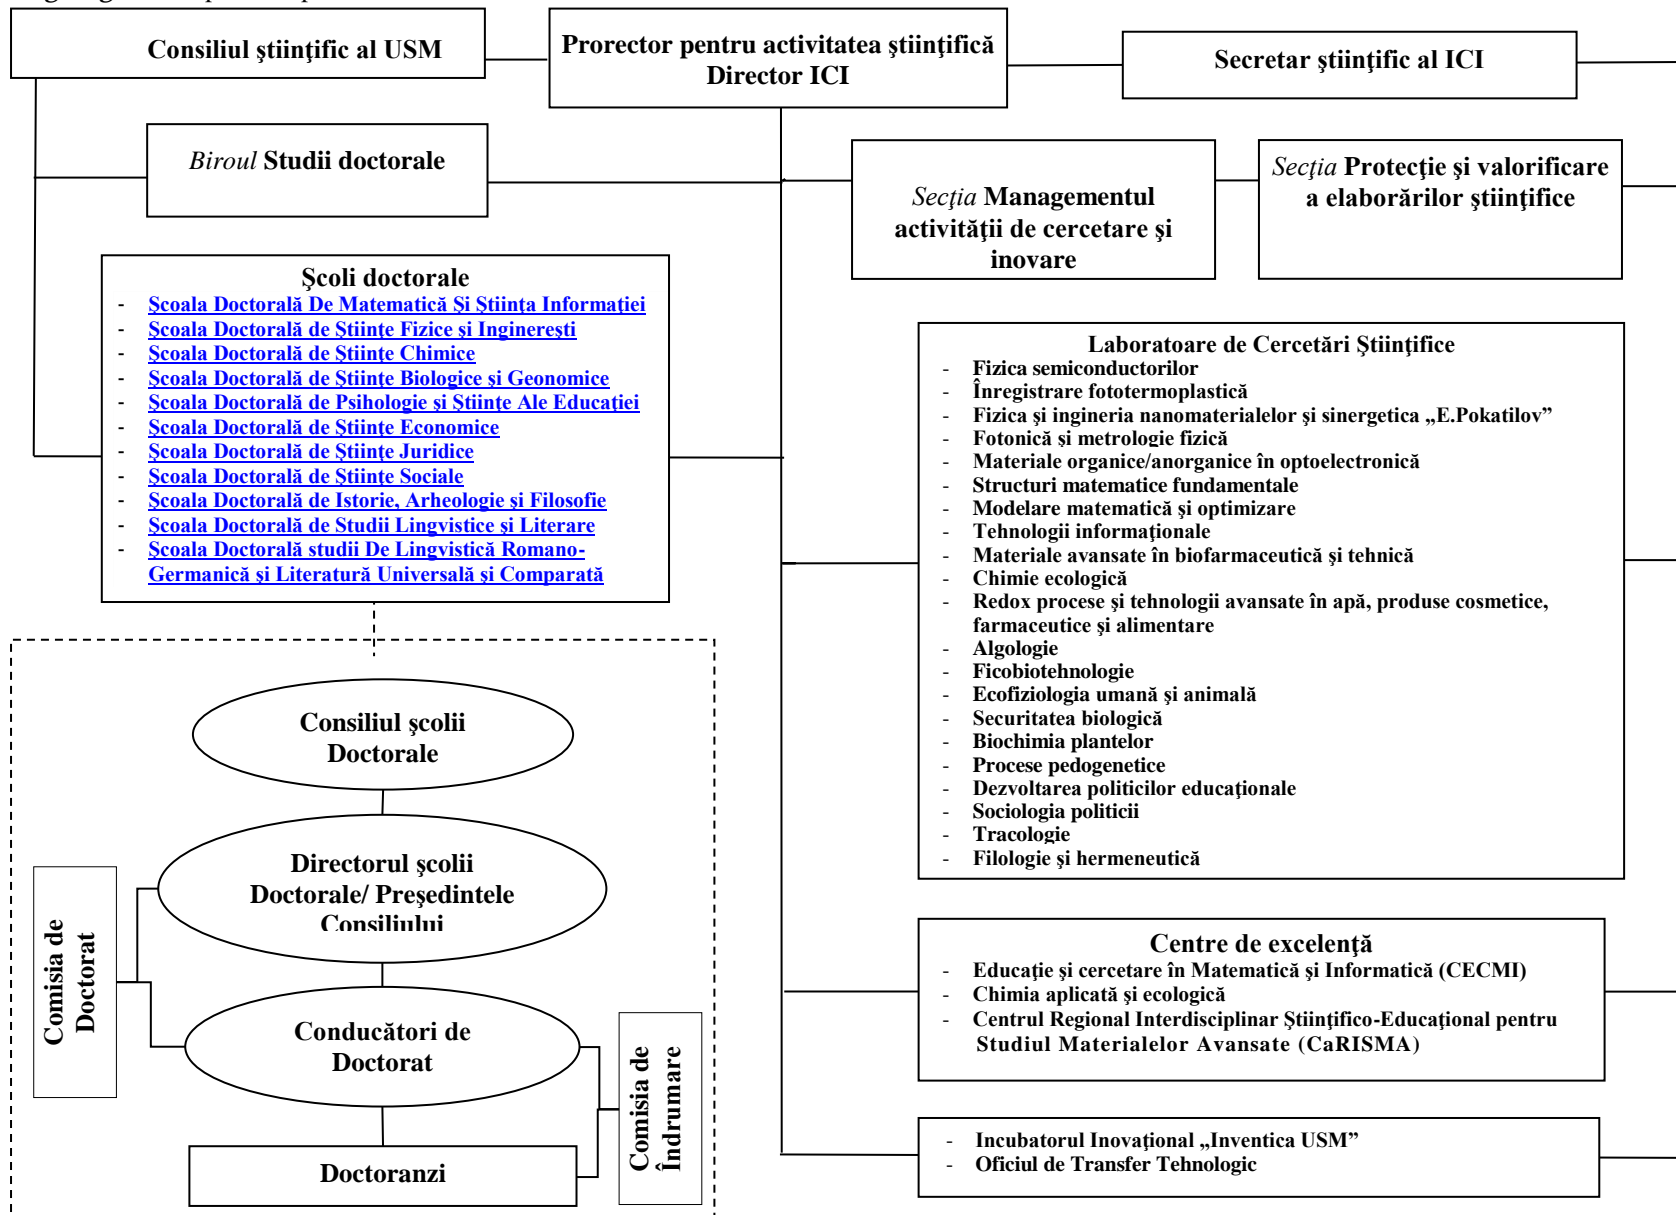 Consiliul ştiinţific al USM
Prorector pentru activitatea ştiinţifică
Director ICI
Secretar ştiinţific al ICI
Biroul Studii doctorale
Secţia Managementul
activităţii de cercetare şi
inovare
Secţia Protecţie şi valorificare
a elaborărilor ştiinţifice
Şcoli doctorale
- Şcoala Doctorală De Matematică Şi Ştiinţa Informaţiei
- Şcoala Doctorală de Ştiinţe Fizice şi Inginereşti
- Şcoala Doctorală de Ştiinţe Chimice
- Şcoala Doctorală de Ştiinţe Biologice şi Geonomice
- Şcoala Doctorală de Psihologie şi Ştiinţe Ale Educaţiei
- Şcoala Doctorală de Ştiinţe Economice
- Şcoala Doctorală de Ştiinţe Juridice
- Şcoala Doctorală de Ştiinţe Sociale
- Şcoala Doctorală de Istorie, Arheologie şi Filosofie
- Şcoala Doctorală de Studii Lingvistice şi Literare
- Şcoala Doctorală studii De Lingvistică Romano-
Germanică şi Literatură Universală şi Comparată
Laboratoare de Cercetări Ştiinţifice
- Fizica semiconductorilor
- Înregistrare fototermoplastică
- Fizica şi ingineria nanomaterialelor şi sinergetica „E.Pokatilov”
- Fotonică şi metrologie fizică
- Materiale organice/anorganice în optoelectronică
- Structuri matematice fundamentale
- Modelare matematică şi optimizare
- Tehnologii informaţionale
- Materiale avansate în biofarmaceutică şi tehnică
- Chimie ecologică
- Redox procese şi tehnologii avansate în apă, produse cosmetice,
farmaceutice şi alimentare
- Algologie
- Ficobiotehnologie
- Ecofiziologia umană şi animală
- Securitatea biologică
- Biochimia plantelor
- Procese pedogenetice
- Dezvoltarea politicilor educaţionale
- Sociologia politicii
- Tracologie
- Filologie şi hermeneutică
Consiliul şcolii
Doctorale
Directorul şcolii
Doctorale/ Preşedintele
Consiliului
Comisia de
Doctorat
Conducători de
Doctorat
Comisia de
Îndrumare
Doctoranzi
Centre de excelenţă
- Educaţie şi cercetare în Matematică şi Informatică (CECMI)
- Chimia aplicată şi ecologică
- Centrul Regional Interdisciplinar Ştiinţifico-Educaţional pentru
Studiul Materialelor Avansate (CaRISMA)
- Incubatorul Inovaţional „Inventica USM”
- Oficiul de Transfer Tehnologic